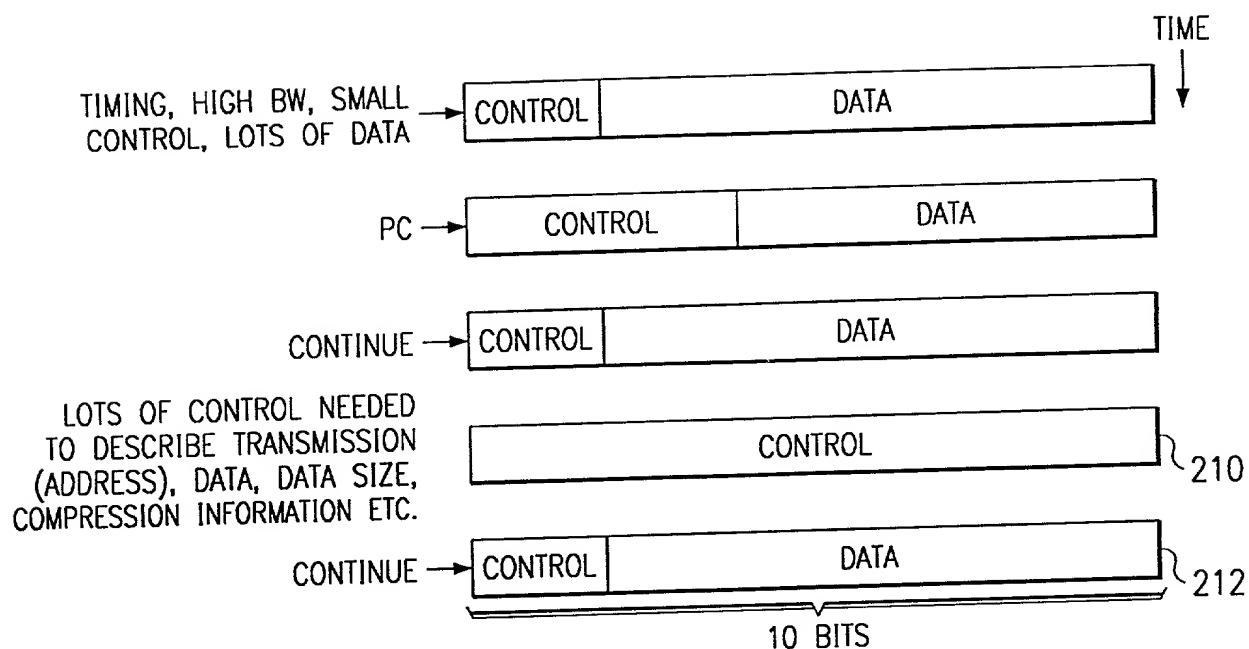 TIME
TIMING, HIGH BW, SMALL
CONTROL, LOTS OF DATA
CONTROL
DATA
PC
CONTROL
DATA
CONTINUE
CONTROL
DATA
LOTS OF CONTROL NEEDED
TO DESCRIBE TRANSMISSION
(ADDRESS), DATA, DATA SIZE,
COMPRESSION INFORMATION ETC.
CONTROL
210
CONTINUE
CONTROL
DATA
212
10 BITS